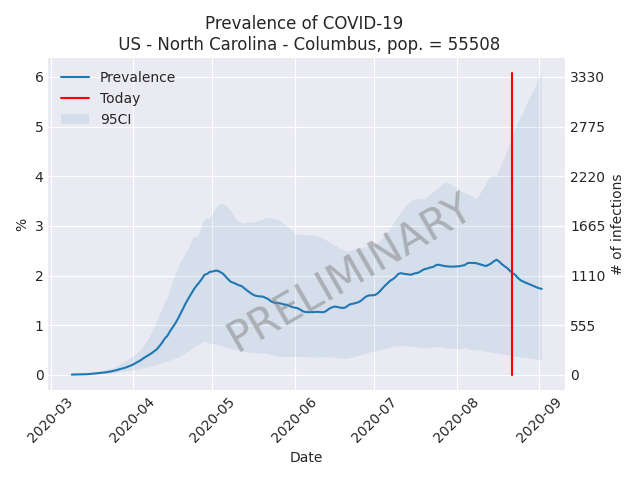 Prevalence of COVID-19
US - North Carolina - Columbus, pop. = 55508
Prevalence
Today
95CI
6
5
4
3
2
1
0
%
3330
2775
2220
1665
1110
555
0
# of infections
PRELIMINARY
2020-03
2020-04
2020-05
2020-06
2020-07
2020-08
2020-09
Date